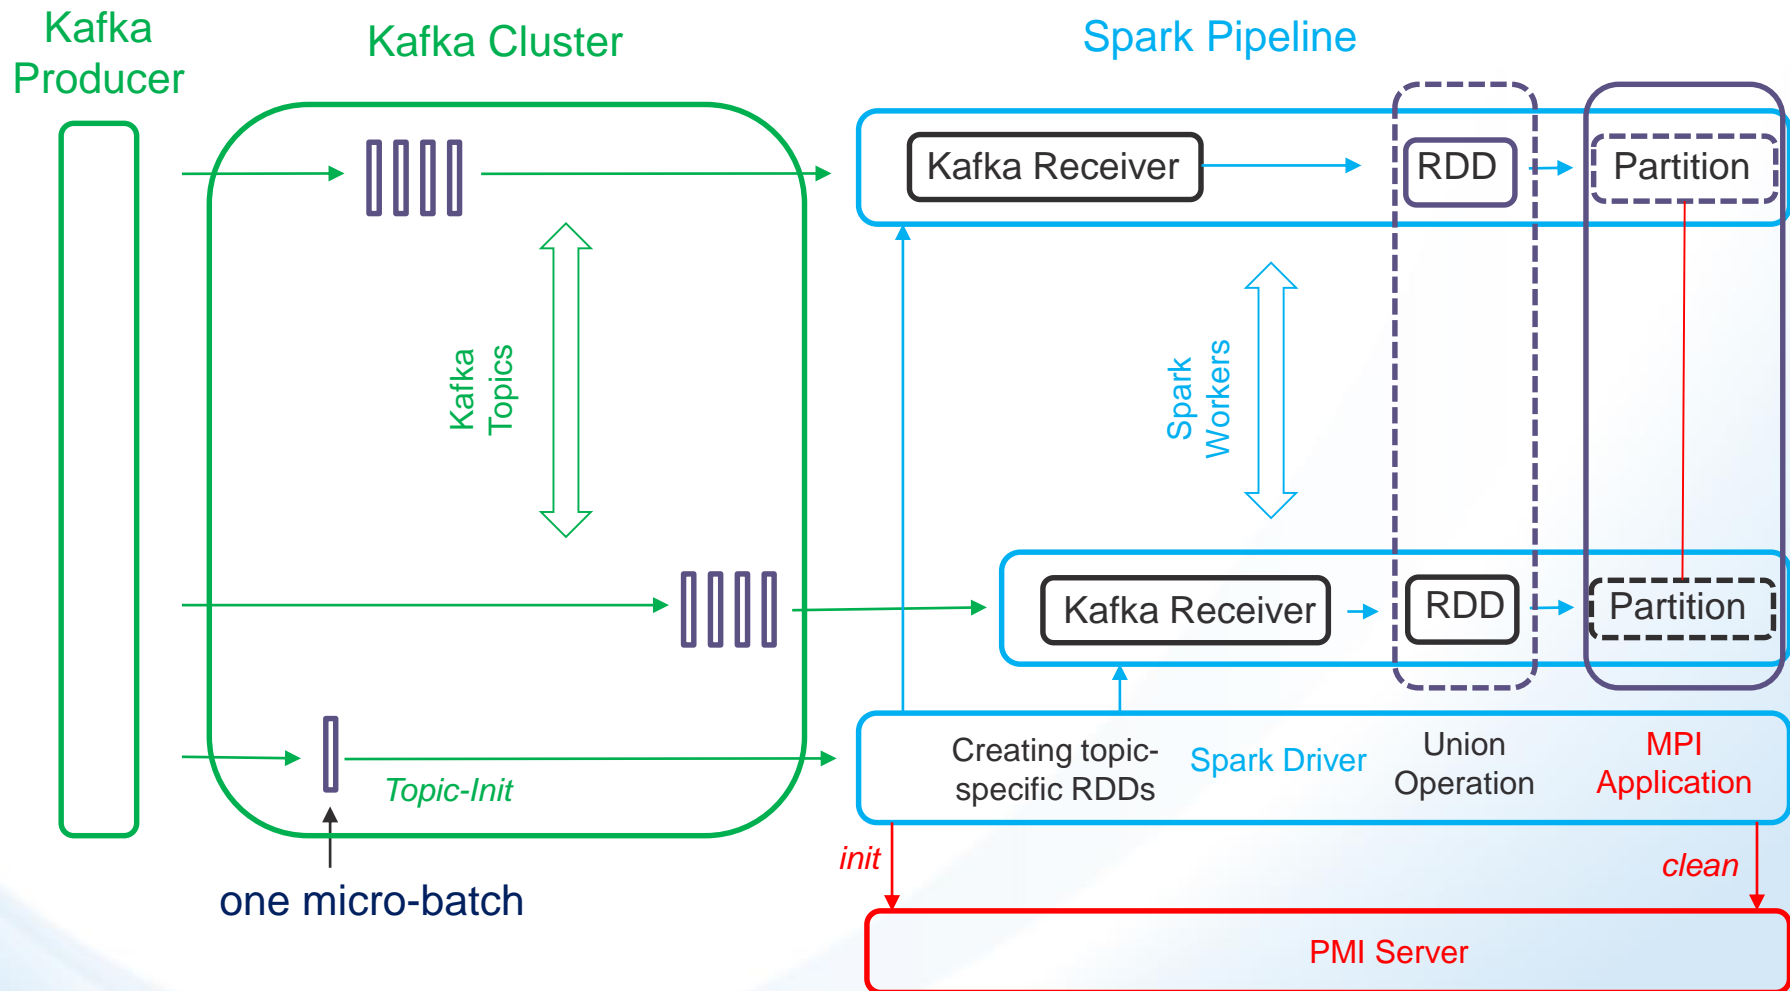 Kafka
Producer
Kafka Cluster
Spark Pipeline
Kafka Receiver
RDD
Partition
Kafka
Topics
Spark
Workers
Kafka Receiver
RDD
Partition
Topic-Init
Creating topic-
specific RDDs
Spark Driver
Union
Operation
MPI
Application
one micro-batch
init
clean
PMI Server